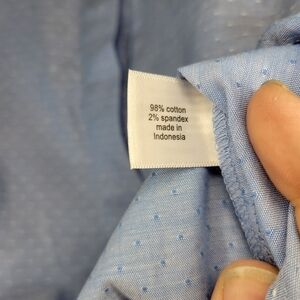 98% cotton
2% spandex
made in
Indonesia